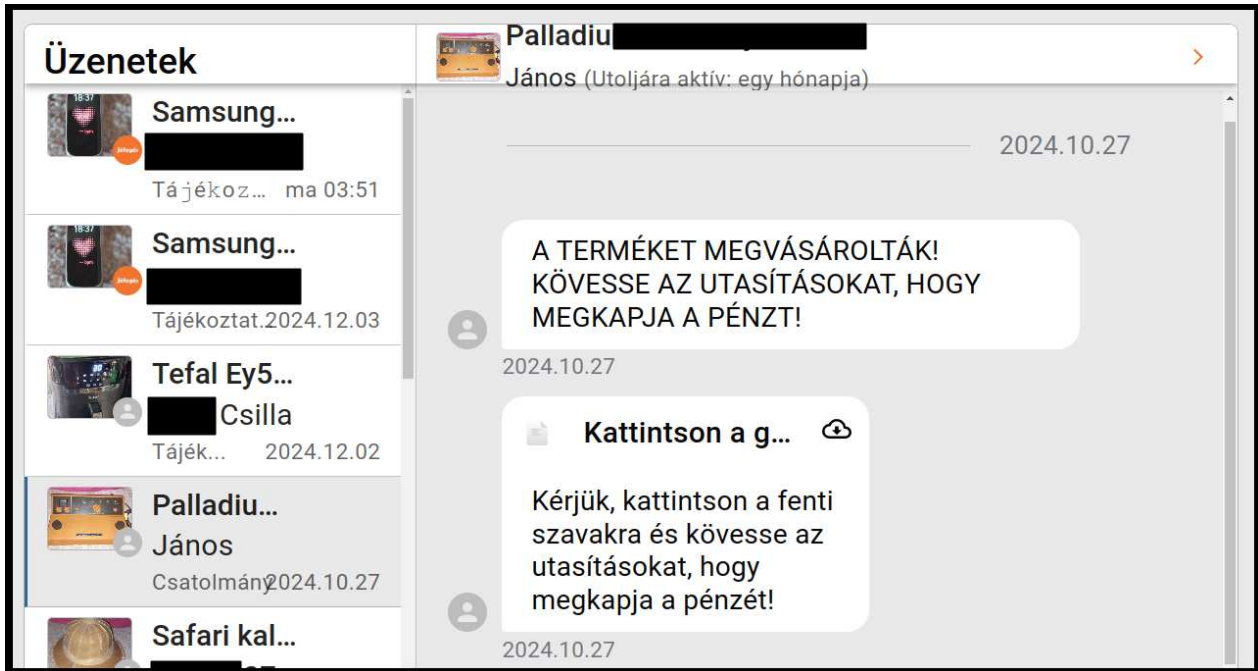 Üzenetek
Samsung...
Tájékoz... ma 03:51
Samsung...
Tájékoztat..2024.12.03
Tefal Ey5...
Csilla
Tájék... 2024.12.02
Palladiu...
János
Csatolmány2024.10.27
Safari kal...
Palladiu
János (Utoljára aktív: egy hónapja)
2024.10.27
A TERMÉKET MEGVÁSÁROLTÁK!
KÖVESSE AZ UTASÍTÁSOKAT, HOGY
MEGKAPJA A PÉNZT!
2024.10.27
Kattintson a g...
Kérjük, kattintson a fenti
szavakra és kövesse az
utasításokat, hogy
megkapja a pénzét!
2024.10.27